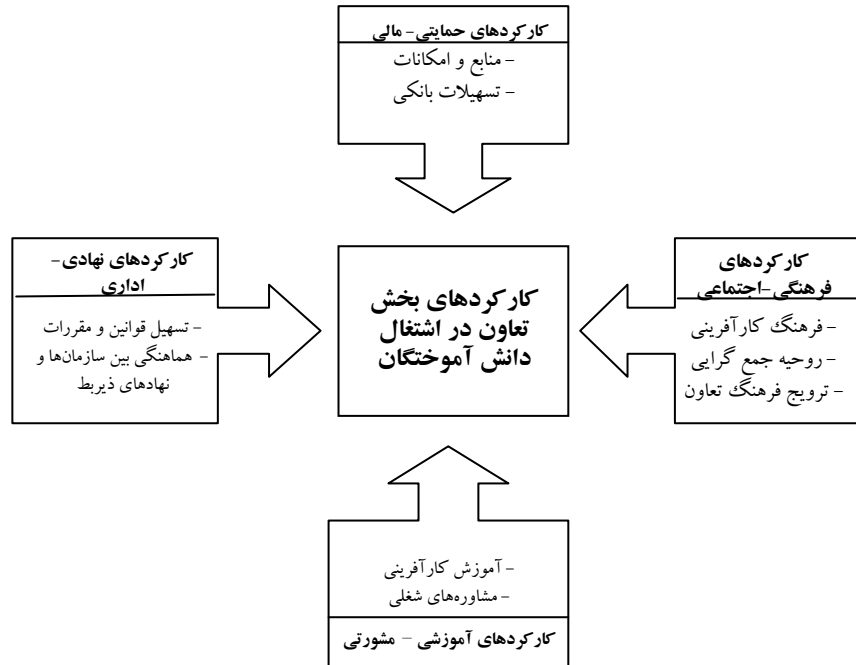 کارکردهای حمایتی- مالی
- منابع و امکانات
- تسهیلات بانکی
کارکردهای
فرهنگی-اجتماعی
- فرهنگ کارآفرینی
- روحیه جمع گرایی
- ترویج فرهنگ تعاون
کارکردهای بخش
تعاون در اشتغال
دانش آموختگان
کارکردهای نهادی-
اداری
- تسهیل قوانین و مقررات
- هماهنگی بین سازمان‌ها و
نهادهای ذیربط
- آموزش کارآفرینی
- مشاوره‌های شغلی
کارکردهای آموزشی – مشورتی